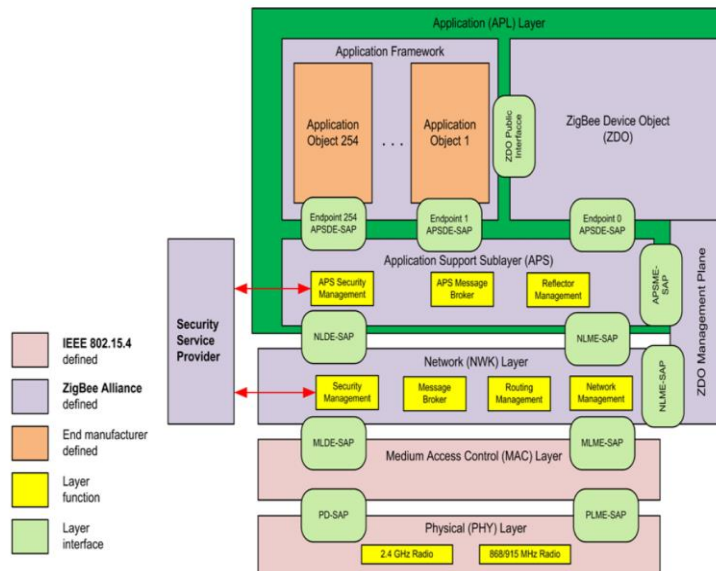 Application (APL) Layer
Application Framework
Application
Object 254
. . .
Application
Object 1
ZDO Public
Interfacce
ZigBee Device Object
(ZDO)
Endpoint 254
APSDE-SAP
Endpoint 1
APSDE-SAP
Endpoint 0
APSDE-SAP
Application Support Sublayer (APS)
APS Security
Management
APS Message
Broker
Reflector
Management
APSME-
SAP
ZDO Management Plane
Security
Service
Provider
NLDE-SAP
NLME-SAP
Network (NWK) Layer
Security
Management
Message
Broker
Routing
Management
Network
Management
NLME-SAP
MLDE-SAP
MLME-SAP
Medium Access Control (MAC) Layer
PD-SAP
PLME-SAP
Physical (PHY) Layer
2.4 GHz Radio
868/915 MHz Radio
IEEE 802.15.4
defined
ZigBee Alliance
defined
End manufacturer
defined
Layer
function
Layer
interface